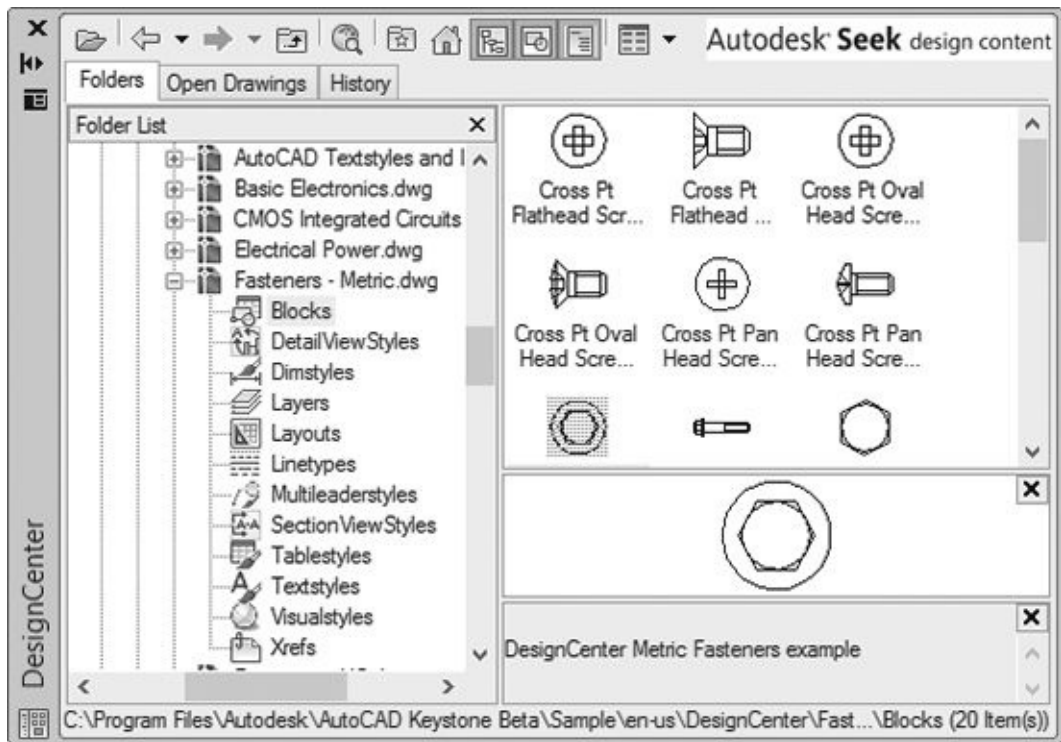 Autodesk Seek design content
Folders
Open Drawings
History
Folder List
AutoCAD Textstyles and l
Basic Electronics.dwg
CMOS Integrated Circuits
Electrical Power.dwg
Fasteners - Metric.dwg
Blocks
DetailViewStyles
Dimstyles
Layers
Layouts
Linetypes
Multileaderstyles
SectionViewStyles
Tablestyles
Textstyles
Visualstyles
Xrefs
Cross Pt
Flathead Scr...
Cross Pt
Flathead ...
Cross Pt Oval
Head Scre...
Cross Pt Oval
Head Scre...
Cross Pt Pan
Head Scre...
Cross Pt Pan
Head Scre...
DesignCenter Metric Fasteners example
DesignCenter
C:\Program Files\Autodesk\AutoCAD Keystone Beta\Sample\en-us\DesignCenter\Fast...\Blocks (20 Item(s))